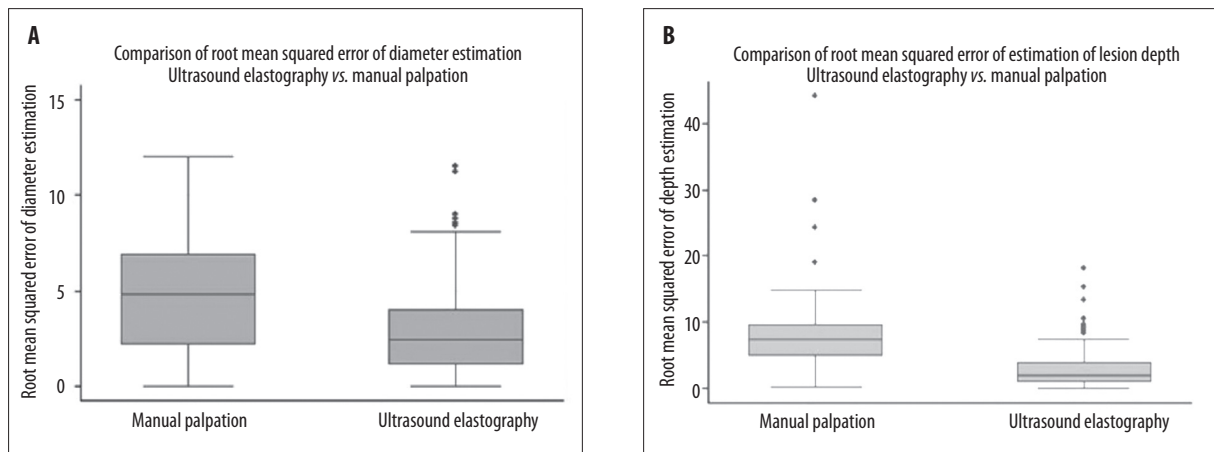 A
Comparison of root mean squared error of diameter estimation
Ultrasound elastography vs. manual palpation
Root mean squared error of diameter estimation
15
10
5
0
Manual palpation
Ultrasound elastography
B
Comparison of root mean squared error of estimation of lesion depth
Ultrasound elastography vs. manual palpation
Root mean squared error of depth estimation
40
30
20
10
0
Manual palpation
Ultrasound elastography